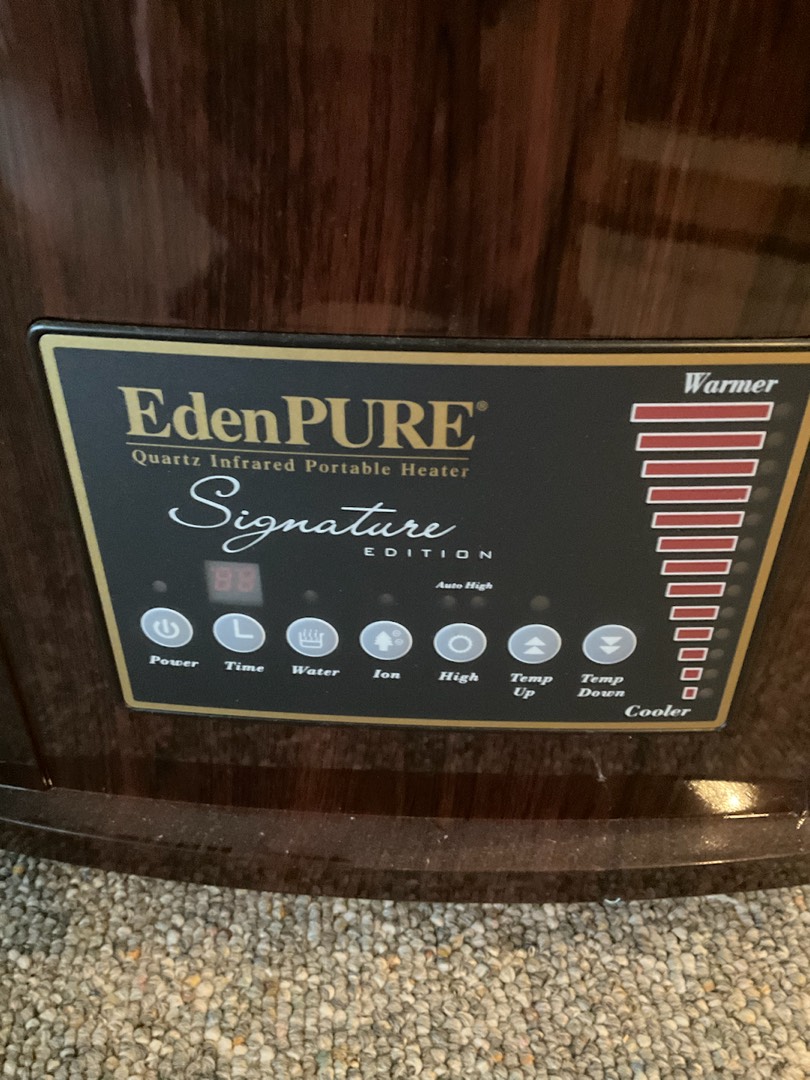 EdenPURE®
Quartz Infrared Portable Heater
Signature
EDITION
Warmer
88
Auto High
Power
Time
Water
Ion
High
Temp Up
Temp Down
Cooler